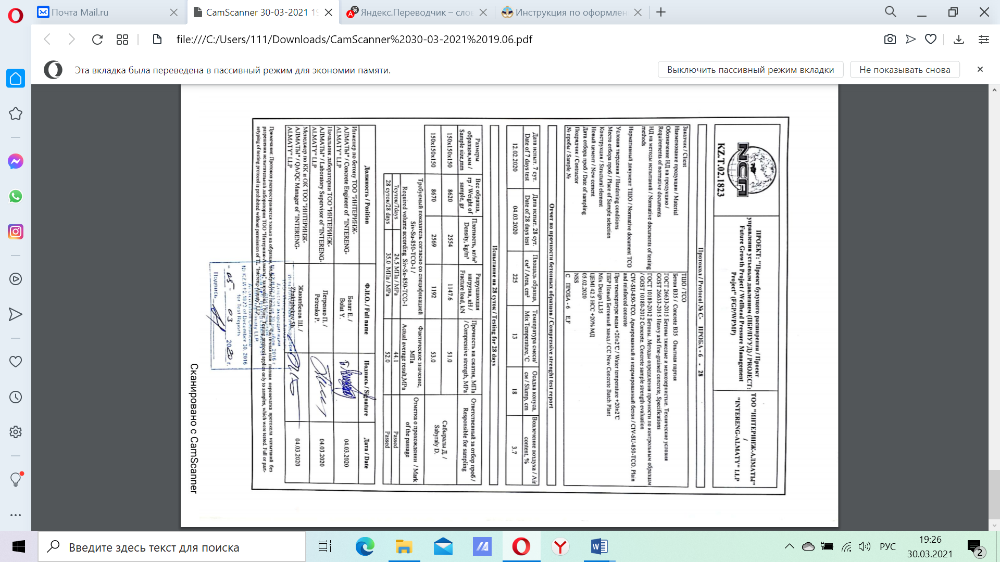 Почта Mail.ru
CamScanner 30-03-2021 19
Яндекс.Переводчик – слов
Инструкция по оформлен
file:///C:/Users/111/Downloads/CamScanner%2030-03-2021%2019.06.pdf
Эта вкладка была переведена в пассивный режим для экономии памяти.
Выключить пассивный режим вкладки
Не показывать снова
NCA
KZ.T.02.1823
ПРОЕКТ: "Проект будущего расширения / Проект
управления устьевым давлением (ПБР/ПУУД) / PROJECT:
Future Growth Project / Wellhead Pressure Management
Project" (FGP/WPMP)
ТОО "ИНТЕРИНЖ-АЛМАТЫ"
/
"INTERENG-ALMATY" LLP
Протокол / Protocol № С- ПРОБА - 6 - 28
Заказчик / Client
ТШО / TCO
Наименование продукции / Material
Бетон В35 / Concrete B35 Опытная партия
Обозначение НД на продукцию /
Requirements of normative documents
ГОСТ 26633-2015 Бетоны тяжелые и мелкозернистые. Технические условия
GOST 26633-2015 Heavy and fine-grained concrete, Specifications
НД на методы испытаний / Normative documents of testing
methods
ГОСТ 10180-2012 Бетоны. Методы определения прочности по контрольным образцам
/ GOST 10180-2012 Concrete. Concrete sample strength evaluation
Нормативный документ ТШО / Normative document TCO
CIV-SU-850-TCO. Армированный и неармированный бетон / CIV-SU-850-TCO. Plain
and reinforced concrete
Условия твердения / Hardening conditions
При температуре воды +20±2℃ / Water temperature +20±2℃
Место отбора проб / Place of Sample selection
ПБР Новый Бетонный завод / CC New Concrete Batch Plant
Конструкция / Structural element
Mix Design L135
Новый цемент / New cement
ЦЕМI 42.5 НСС +20% МД
Дата отбора проб / Date of sampling
05.02.2020
Подрядчик / Contractor
NSS
№ пробы / Sample №
С ПРОБА - 6 E,F
Отчет по прочности бетонных образцов / Compressive strenght test report
Дата испыт. 7 сут.
Date of 7 days test
Дата испыт. 28 сут.
Date of 28 days test
Площадь образца,
см² / Area, cm²
Температура смеси/
Mix Temperature,℃
Осадка конуса,
см / Slump, cm
Вовлечение воздуха / Air
content, %
12.02.2020
04.03.2020
225
13
18
3.7
Испытание на 28 суток / Testing for 28 days
Размеры
образцов,мм /
Sample size,mm
Вес образца,
гр / Weight of
sample, gr
Плотность, кг/м³
Density, kg/m³
Разрушающая
нагрузка, кН /
Fracture load, kN
Прочность на сжатия, МПа
/ Compressive strength, MPa
Ответственный за отбор проб /
Responsible for sampling
150x150x150
8620
2554
1147.6
51.0
Сабыралы Д. /
Sabyraly D.
150x150x150
8670
2569
1192
53.0
Требуемый показатель согласно со спецификацией
Siv-Su-850-TCO-1 /
Required volume according Siv-Su-850-TCO-1
Фактическое значение,
МПа
Actual average result,MPa
Отметка о прохождении / Mark
of the passage
7суток/7days
24,5 МПа / MPa
44.1
Passed
28 суток/28 days
35,0 МПа / MPa
52.0
Passed
Должность / Position
Ф.И.О. / Full name
Подпись / Signature
Дата / Date
Инженер по бетону ТОО "ИНТЕРИНЖ-
АЛМАТЫ" / Concrete Engineer of "INTERENG-
ALMATY" LLP
Болат Е. /
Bolat Y.
04.03.2020
Начальник лаборатории ТОО "ИНТЕРИНЖ-
АЛМАТЫ" / Laboratory Supervisor of "INTERENG-
ALMATY" LLP
Петренко П. /
Petrenko P.
04.03.2020
Менеджер по КК и ОК ТОО "ИНТЕРИНЖ-
АЛМАТЫ" / QA/QC Manager of "INTERENG-
ALMATY" LLP
Жакипбеков Ш. /
Zhakipbekov Sh.
04.03.2020
Примечание: Протокол распространяется только на образцы, подвергнутые испытаниям. Частичная или полная перепечатка протокола испытаний без
разрешения испытательной лаборатории ТОО "Интеринж-Алматы" запрещена / Note: Testing protocol applies only to samples, which were tested. Full or part-
retyping of testing protocol is prohibited without permission of TL "Intereng-Almaty" LLP
Accreditation Certificate
№ KZ.И.02.1823 of December 30, 2016
for Test Reports
" 05 " 03 2020 г.
Подпись
Сканировано с CamScanner
Введите здесь текст для поиска
РУС
19:26
30.03.2021
2